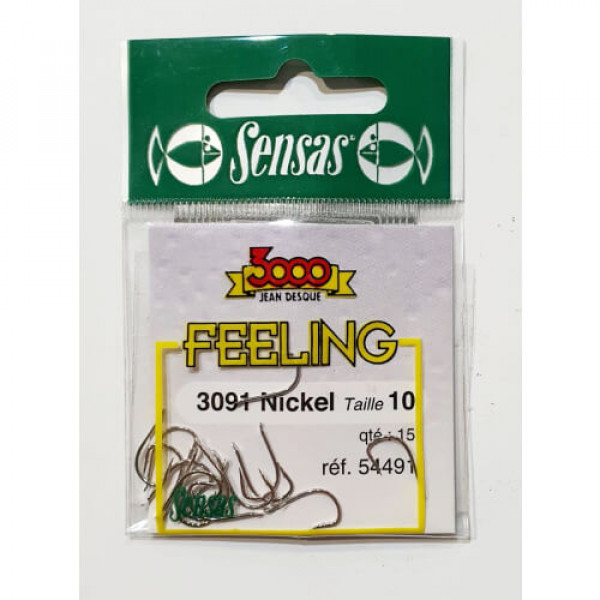 Sensas®
3000
JEAN DESQUE
FEELING
3091 Nickel Taille 10
qté : 15
réf. 54491
Sensas